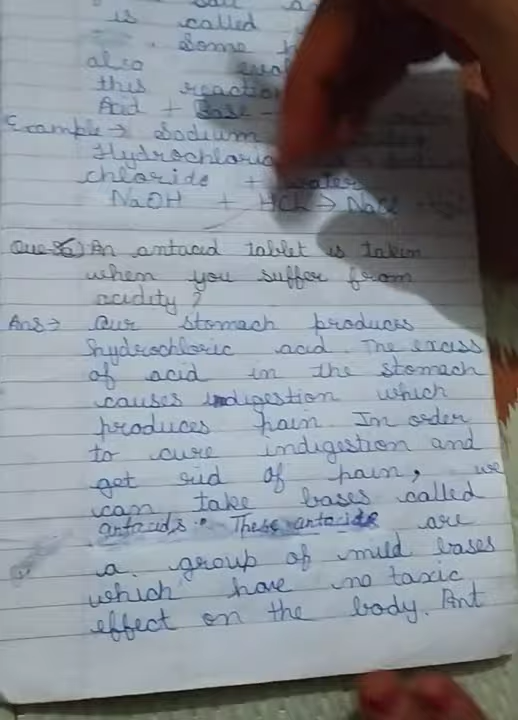 is called
Some
also
this reaction
Acid + Base
Example → Sodium
Hydrochloric
chloride + water
NaOH + HCl → NaCl
Que 6) An antacid tablet is taken
when you suffer from
acidity?
Ans → Our stomach produces
hydrochloric acid. The excess
of acid in the stomach
causes indigestion which
produces pain. In order
to cure indigestion and
get rid of pain, we
can take bases called
antacids. These antacids are
a group of mild bases
which have no toxic
effect on the body. Ant